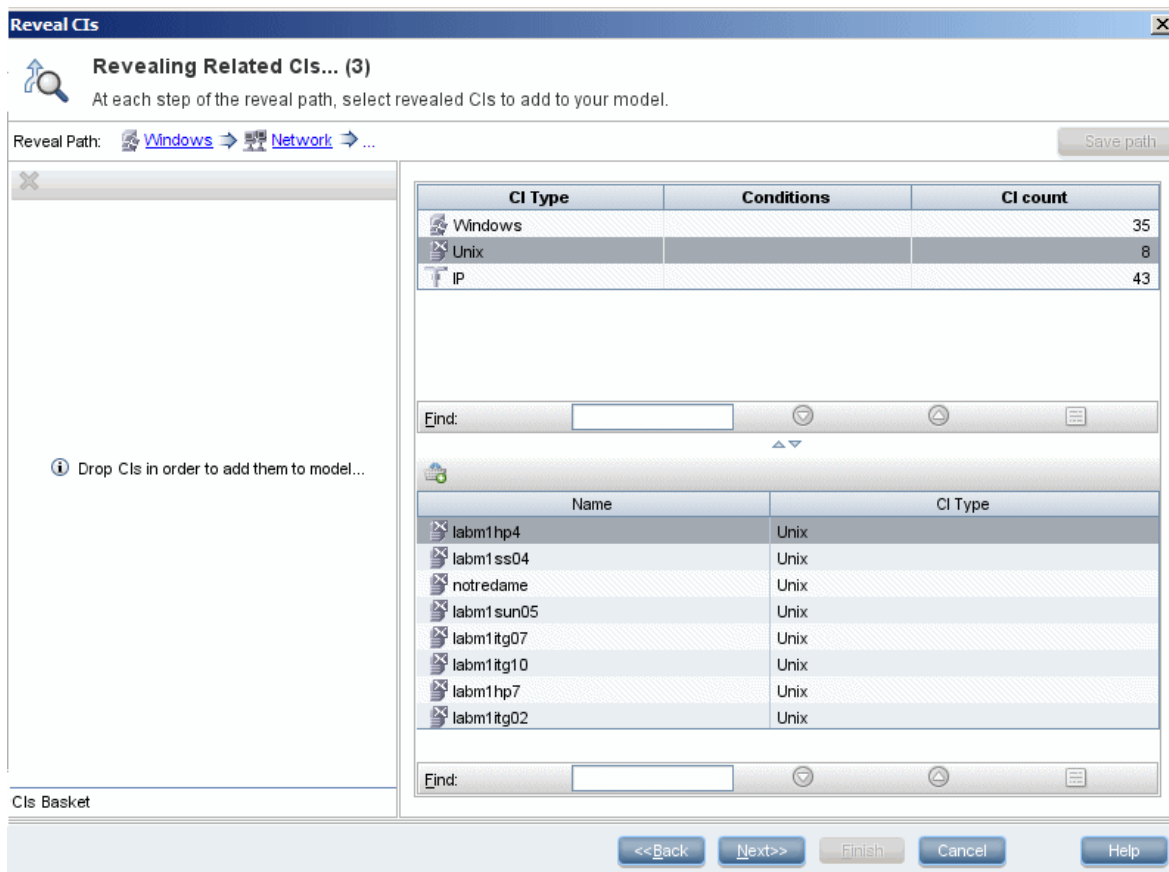 Reveal CIs
Revealing Related CIs... (3)
At each step of the reveal path, select revealed CIs to add to your model.
Reveal Path: Windows Network ...
Save path
CI Type Conditions CI count
Windows 35
Unix 8
IP 43
Find:
Drop CIs in order to add them to model...
Name CI Type
labm1hp4 Unix
labm1ss04 Unix
notredame Unix
labm1sun05 Unix
labm1itg07 Unix
labm1itg10 Unix
labm1hp7 Unix
labm1itg02 Unix
Find:
CIs Basket
<<Back Next>> Finish Cancel Help